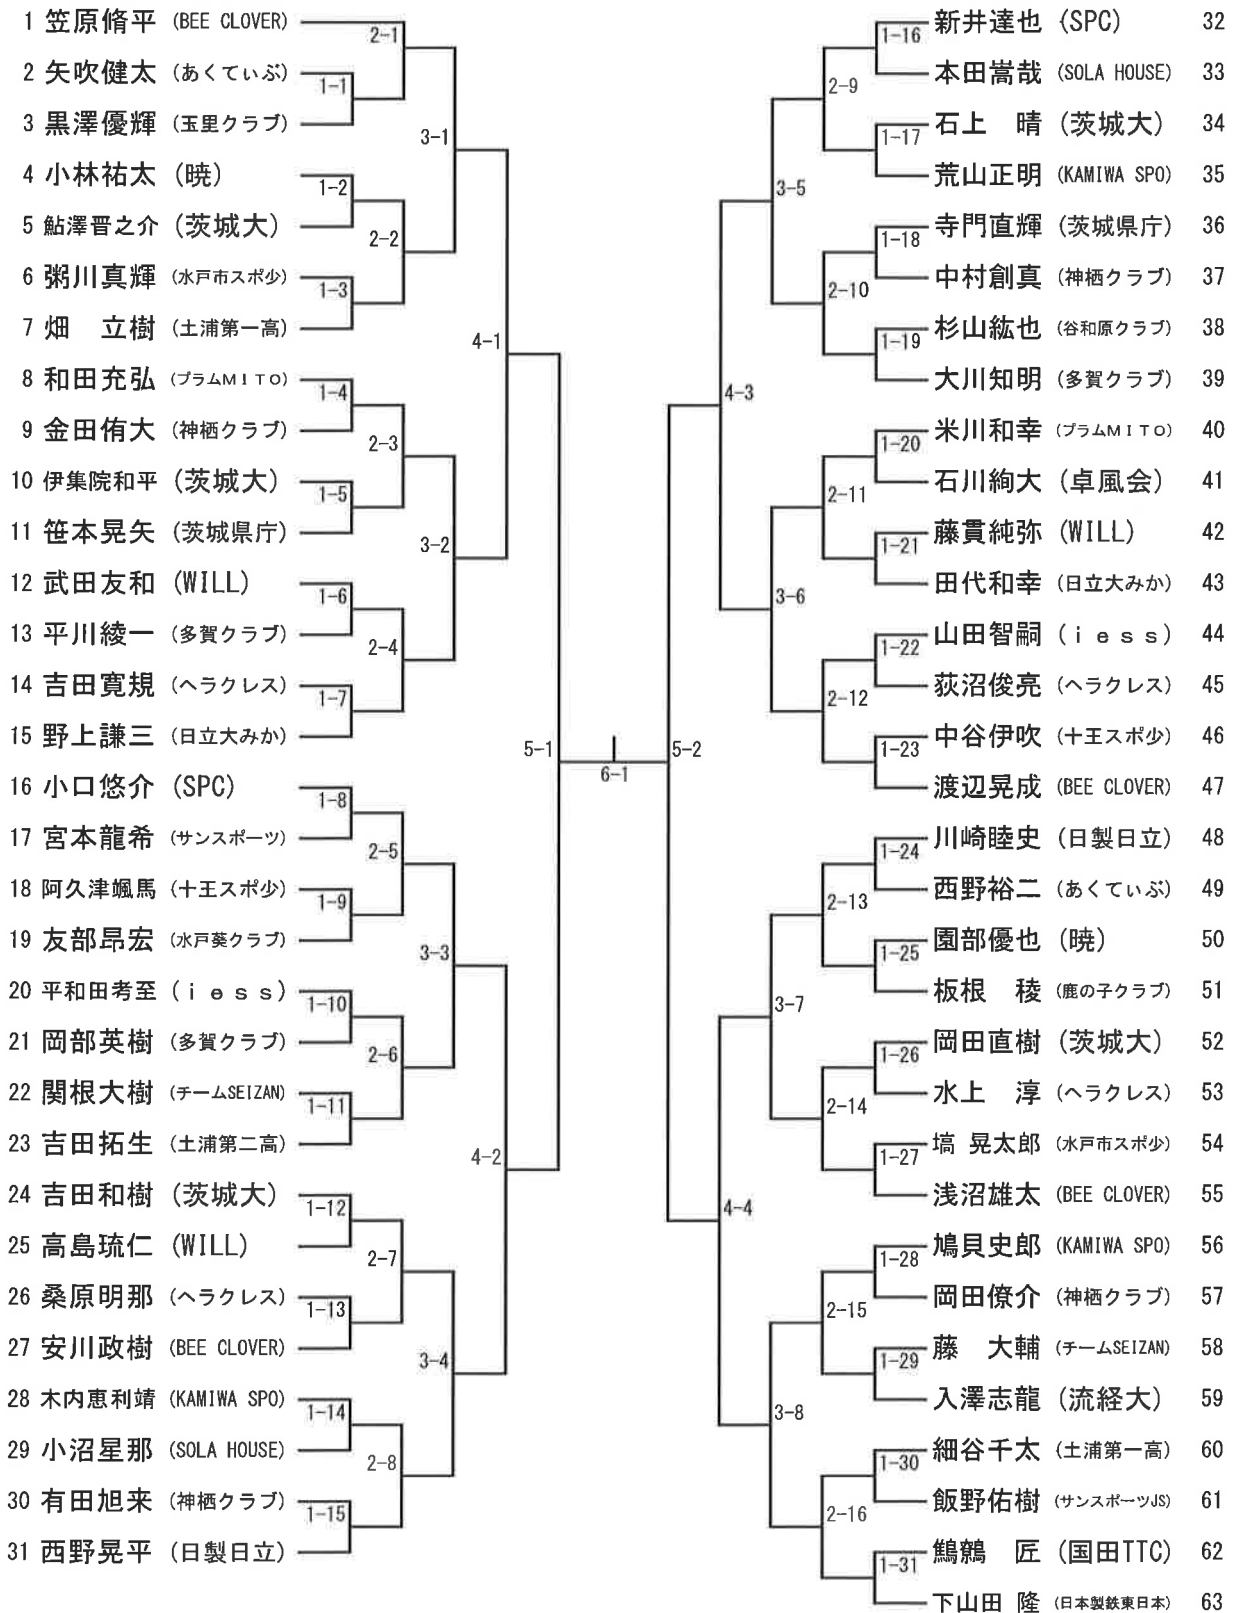 1 笠原脩平 (BEE CLOVER)
2 矢吹健太 (あくてぃぶ)
3 黒澤優輝 (玉里クラブ)
4 小林祐太 (暁)
5 鮎澤晋之介 (茨城大)
6 粥川真輝 (水戸市スポ少)
7 畑　立樹 (土浦第一高)
8 和田充弘 (プラムMITO)
9 金田侑大 (神栖クラブ)
10 伊集院和平 (茨城大)
11 笹本晃矢 (茨城県庁)
12 武田友和 (WILL)
13 平川綾一 (多賀クラブ)
14 吉田寛規 (ヘラクレス)
15 野上謙三 (日立大みか)
16 小口悠介 (SPC)
17 宮本龍希 (サンスポーツ)
18 阿久津颯馬 (十王スポ少)
19 友部昂宏 (水戸葵クラブ)
20 平和田考至 (iess)
21 岡部英樹 (多賀クラブ)
22 関根大樹 (チームSEIZAN)
23 吉田拓生 (土浦第二高)
24 吉田和樹 (茨城大)
25 高島琉仁 (WILL)
26 桑原明那 (ヘラクレス)
27 安川政樹 (BEE CLOVER)
28 木内恵利靖 (KAMIWA SPO)
29 小沼星那 (SOLA HOUSE)
30 有田旭来 (神栖クラブ)
31 西野晃平 (日製日立)
1-1
1-2
1-3
1-4
1-5
1-6
1-7
1-8
1-9
1-10
1-11
1-12
1-13
1-14
1-15
2-1
2-2
2-3
2-4
2-5
2-6
2-7
2-8
3-1
3-2
3-3
3-4
4-1
4-2
5-1
6-1
5-2
4-3
4-4
3-5
3-6
3-7
3-8
2-9
2-10
2-11
2-12
2-13
2-14
2-15
2-16
1-16
1-17
1-18
1-19
1-20
1-21
1-22
1-23
1-24
1-25
1-26
1-27
1-28
1-29
1-30
1-31
新井達也 (SPC) 32
本田嵩哉 (SOLA HOUSE) 33
石上　晴 (茨城大) 34
荒山正明 (KAMIWA SPO) 35
寺門直輝 (茨城県庁) 36
中村創真 (神栖クラブ) 37
杉山紘也 (谷和原クラブ) 38
大川知明 (多賀クラブ) 39
米川和幸 (プラムMITO) 40
石川絢大 (卓風会) 41
藤貫純弥 (WILL) 42
田代和幸 (日立大みか) 43
山田智嗣 (iess) 44
荻沼俊亮 (ヘラクレス) 45
中谷伊吹 (十王スポ少) 46
渡辺晃成 (BEE CLOVER) 47
川崎睦史 (日製日立) 48
西野裕二 (あくてぃぶ) 49
園部優也 (暁) 50
板根　稜 (鹿の子クラブ) 51
岡田直樹 (茨城大) 52
水上　淳 (ヘラクレス) 53
塙 晃太郎 (水戸市スポ少) 54
浅沼雄太 (BEE CLOVER) 55
鳩貝史郎 (KAMIWA SPO) 56
岡田僚介 (神栖クラブ) 57
藤　大輔 (チームSEIZAN) 58
入澤志龍 (流経大) 59
細谷千太 (土浦第一高) 60
飯野佑樹 (サンスポーツJS) 61
匠 (国田TTC) 62
下山田 隆 (日本製鉄東日本) 63